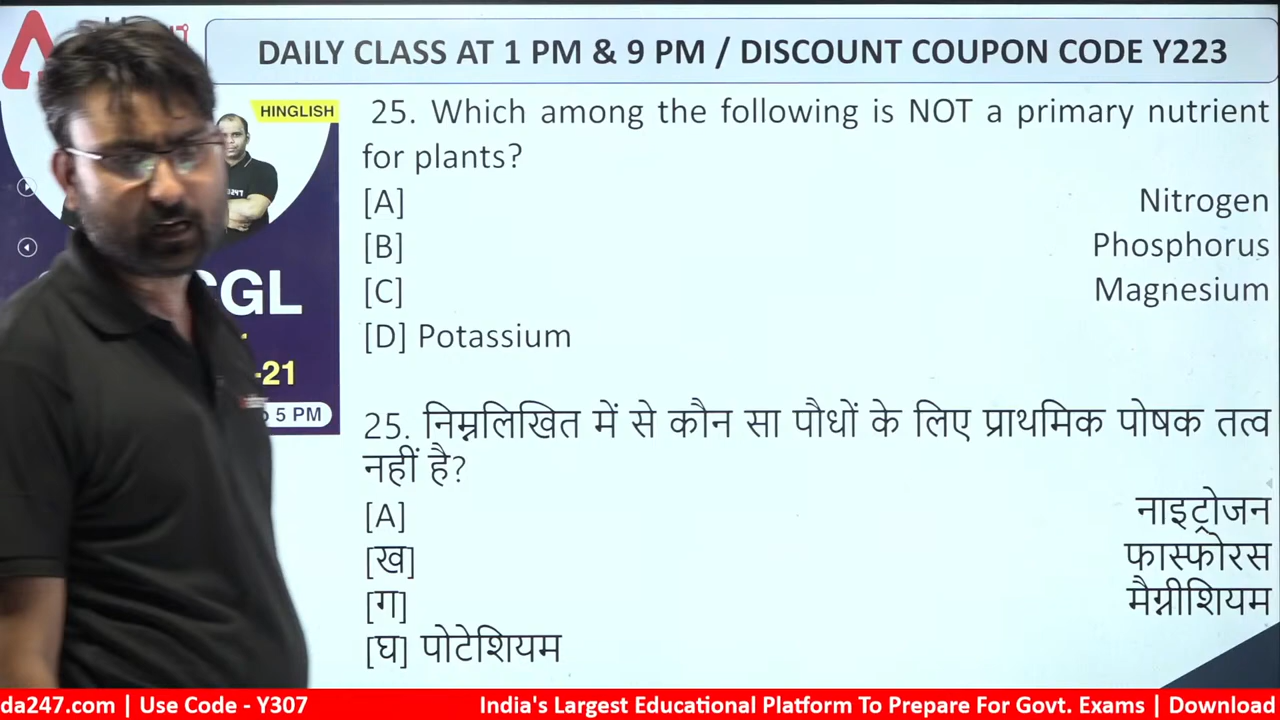 DAILY CLASS AT 1 PM & 9 PM / DISCOUNT COUPON CODE Y223
HINGLISH
25. Which among the following is NOT a primary nutrient
for plants?
[A] Nitrogen
[B] Phosphorus
[C] Magnesium
[D] Potassium
CGL
-21
5 PM
25. निम्नलिखित में से कौन सा पौधों के लिए प्राथमिक पोषक तत्व
नहीं है?
[A] नाइट्रोजन
[ख] फास्फोरस
[ग] मैग्नीशियम
[घ] पोटेशियम
da247.com | Use Code - Y307 India's Largest Educational Platform To Prepare For Govt. Exams | Download